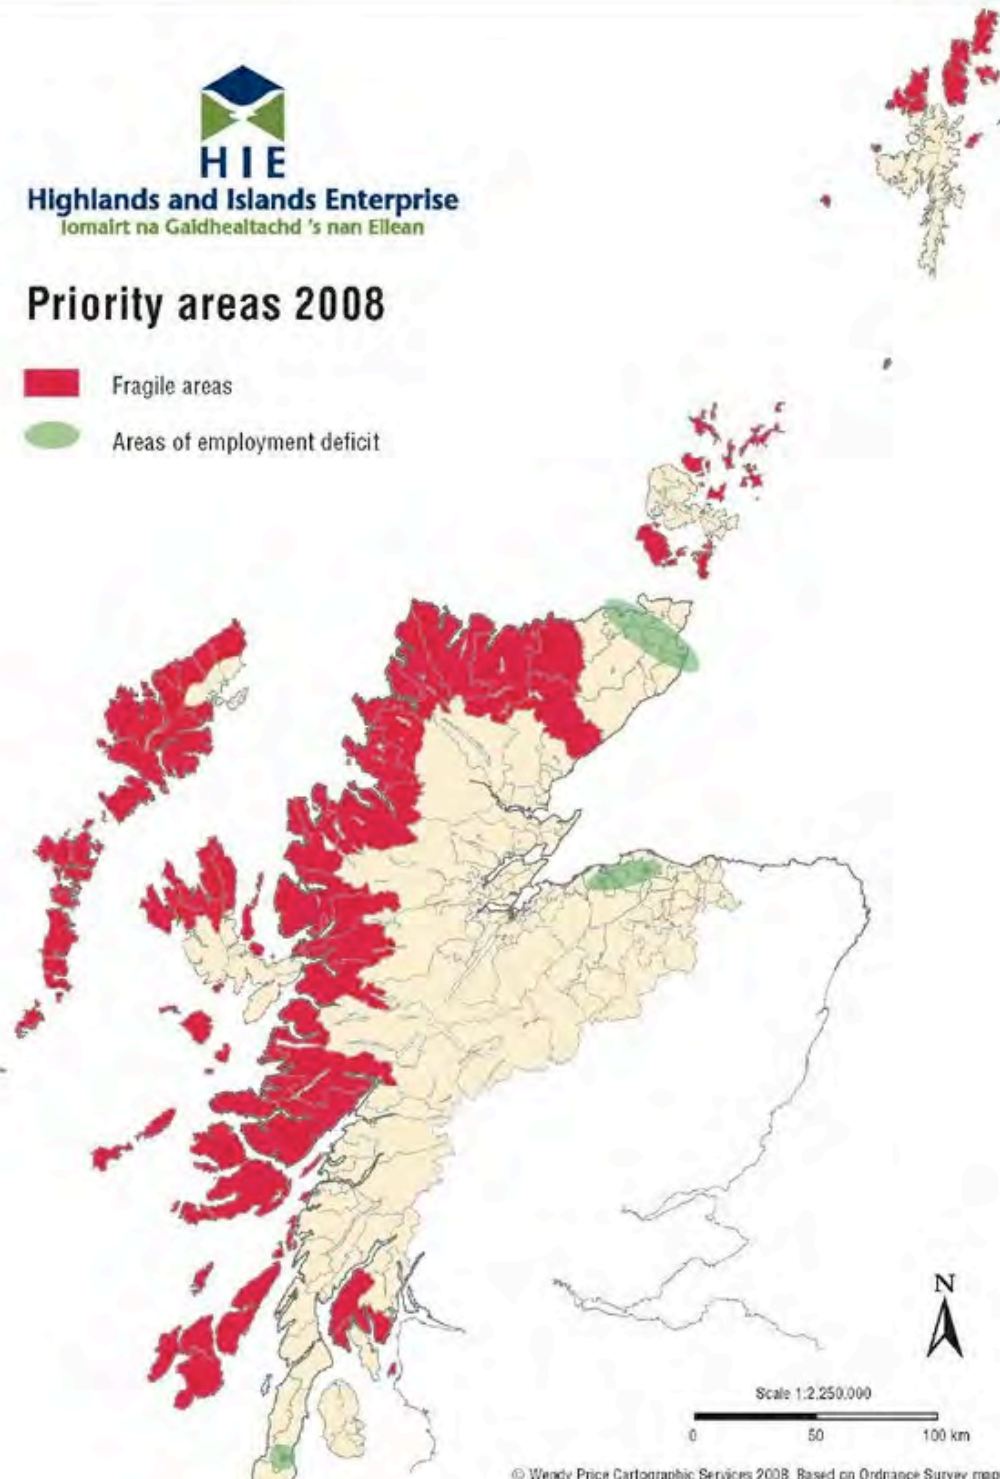 HIE
Highlands and Islands Enterprise
Iomairt na Gaidhealtachd 's nan Eilean
Priority areas 2008
Fragile areas
Areas of employment deficit
N
Scale 1:2,250,000
0 50 100 km
© Wendy Price Cartographic Services 2008. Based on Ordnance Survey map